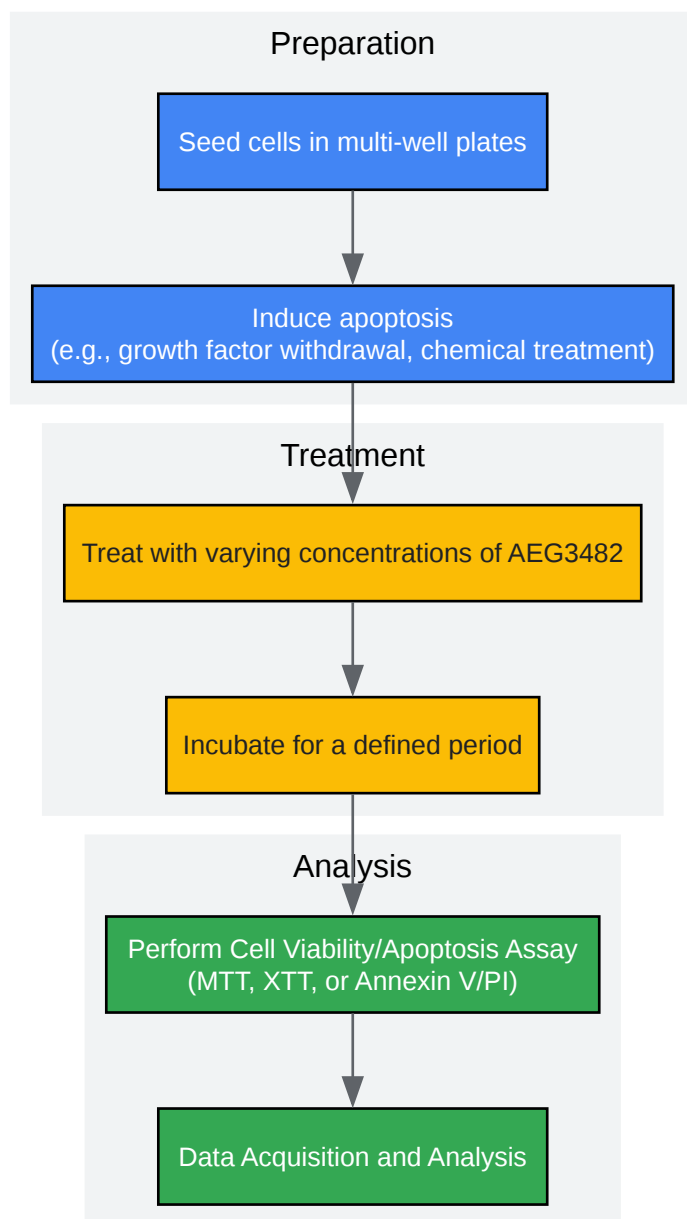 Preparation
Seed cells in multi-well plates
Induce apoptosis
(e.g., growth factor withdrawal, chemical treatment)
Treatment
Treat with varying concentrations of AEG3482
Incubate for a defined period
Analysis
Perform Cell Viability/Apoptosis Assay
(MTT, XTT, or Annexin V/PI)
Data Acquisition and Analysis